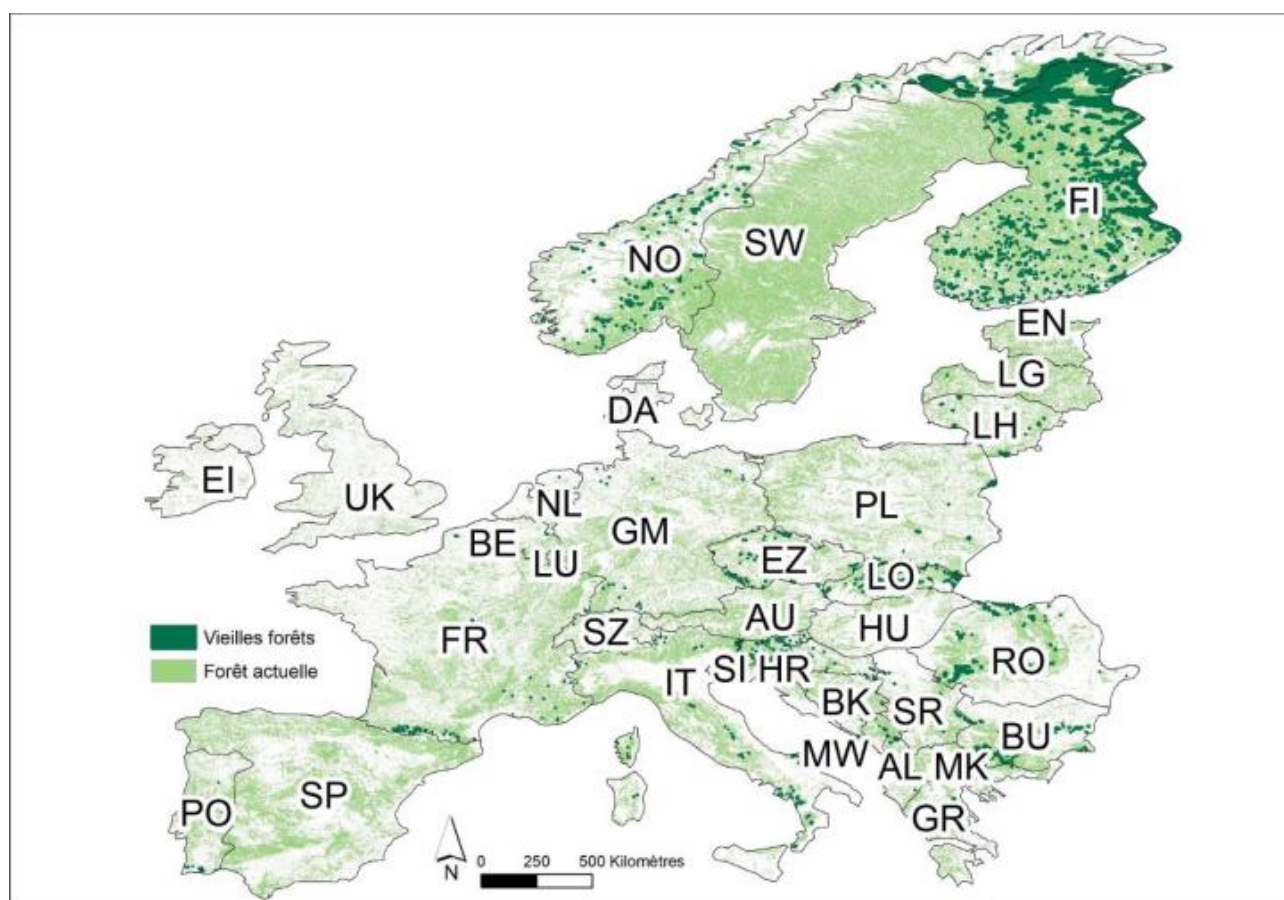 FI
SW
NO
EN
LG
DA
LH
EI
UK
NL
PL
GM
BE
LU
EZ
LO
AU
HU
Vieilles forêts
FR
SZ
RO
Forêt actuelle
SI HR
IT
BK
SR
BU
MW
AL
MK
SP
PO
GR
0 250 500 Kilomètres
N